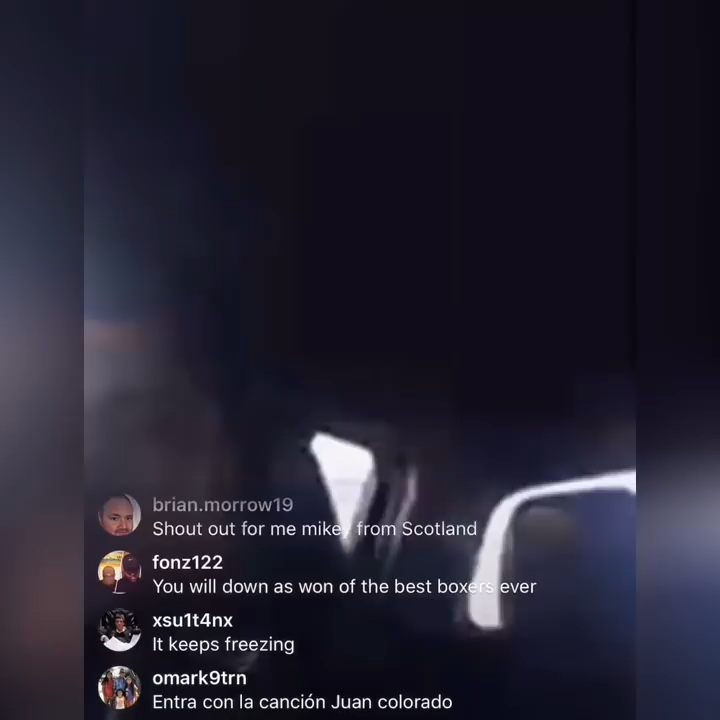 brian.morrow19
Shout out for me mikey from Scotland
fonz122
You will down as won of the best boxers ever
xsu1t4nx
It keeps freezing
omark9trn
Entra con la canción Juan colorado